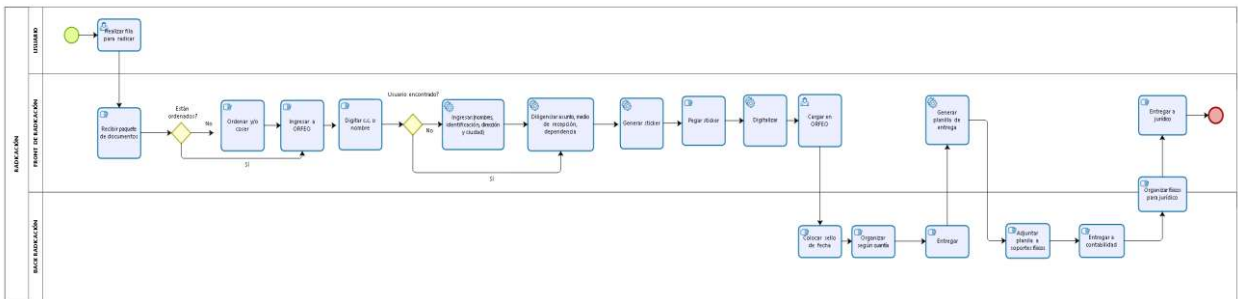 RADICACIÓN
USUARIO
FRONT DE RADICACIÓN
BACK RADICACIÓN
Realizar fila
para radicar
Recibir paquete
de documentos
Están
ordenados?
No
Si
Ordenar y/o
coser
Ingresar a
ORFEO
Digitar c.c. o
nombre
Usuario encontrado?
No
Si
Ingresar (nombre,
identificación, dirección
y ciudad)
Diligenciar asunto, medio
de recepción,
dependencia
Generar sticker
Pegar sticker
Digitalizar
Cargar en
ORFEO
Colocar sello
de fecha
Organizar
según cuantía
Entregar
Generar
planilla de
entrega
Adjuntar
planilla a
soportes físicos
Entregar a
contabilidad
Organizar físicos
para jurídico
Entregar a
jurídico